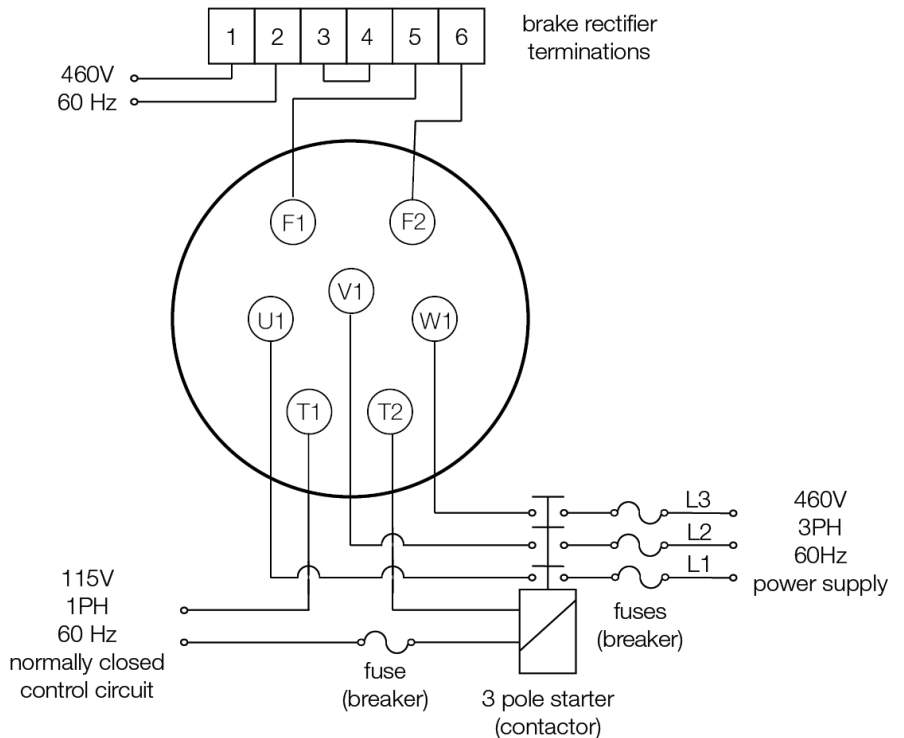 1 2 3 4 5 6
brake rectifier
terminations
460V
60 Hz
F1 F2
V1
U1 W1
T1 T2
L3
L2
L1
460V
3PH
60Hz
power supply
115V
1PH
60 Hz
normally closed
control circuit
fuse
(breaker)
fuses
(breaker)
3 pole starter
(contactor)